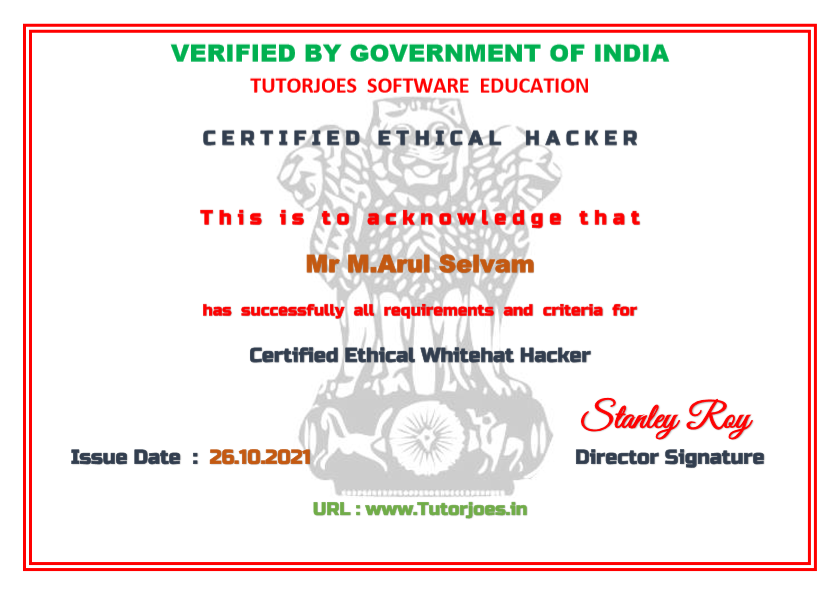 VERIFIED BY GOVERNMENT OF INDIA
TUTORJOES SOFTWARE EDUCATION
CERTIFIED ETHICAL HACKER
This is to acknowledge that
Mr M.Arul Selvam
has successfully all requirements and criteria for
Certified Ethical Whitehat Hacker
Stanley Roy
Issue Date : 26.10.2021 Director Signature
URL : www.Tutorjoes.in